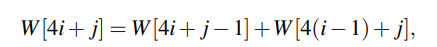 W[4i + j] = W[4i + j − 1] + W[4(i − 1) + j],